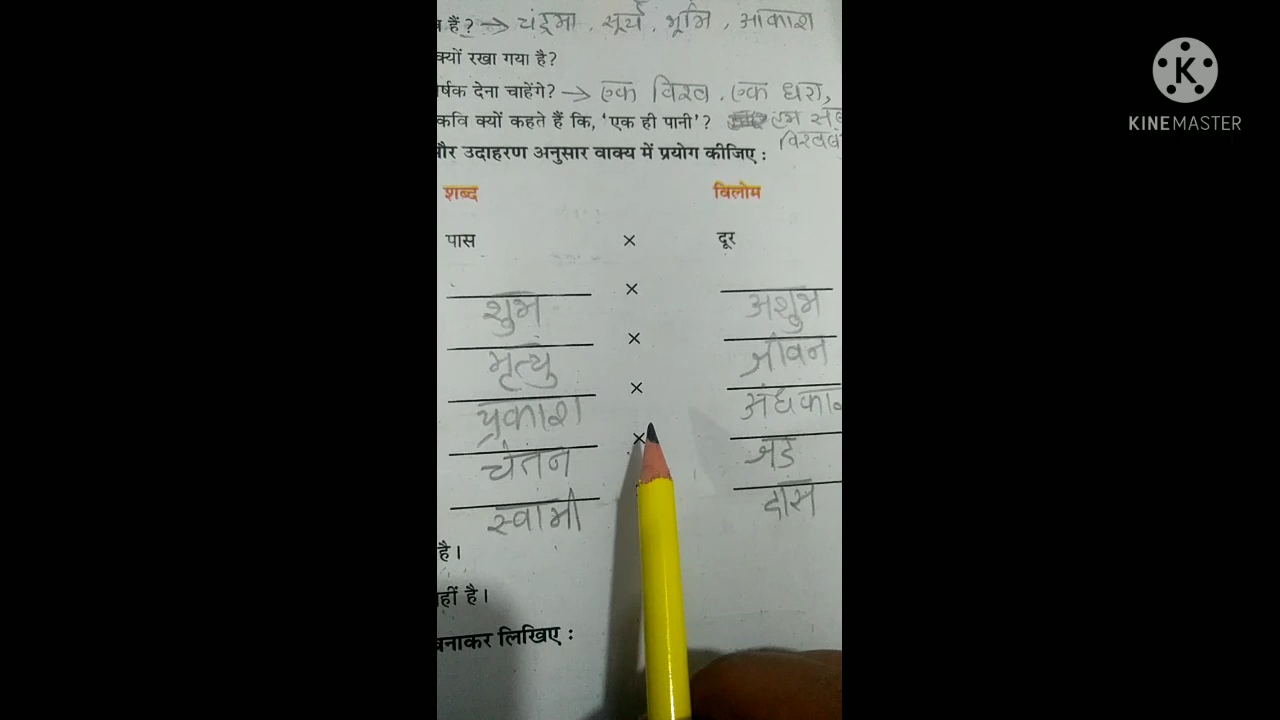 हैं? → चंद्रमा, सूर्य, भूमि, आकाश
क्यों रखा गया है?
र्षक देना चाहेंगे? → एक विश्व, एक धरा,
कवि क्यों कहते हैं कि, 'एक ही पानी'? हम
और उदाहरण अनुसार वाक्य में प्रयोग कीजिए :
शब्द विलोम
पास × दूर
×
शुभ अशुभ
×
मृत्यु जीवन
×
प्रकाश
×
चेतन जड
स्वामी दास
है।
हीं है।
बनाकर लिखिए :
KINEMASTER